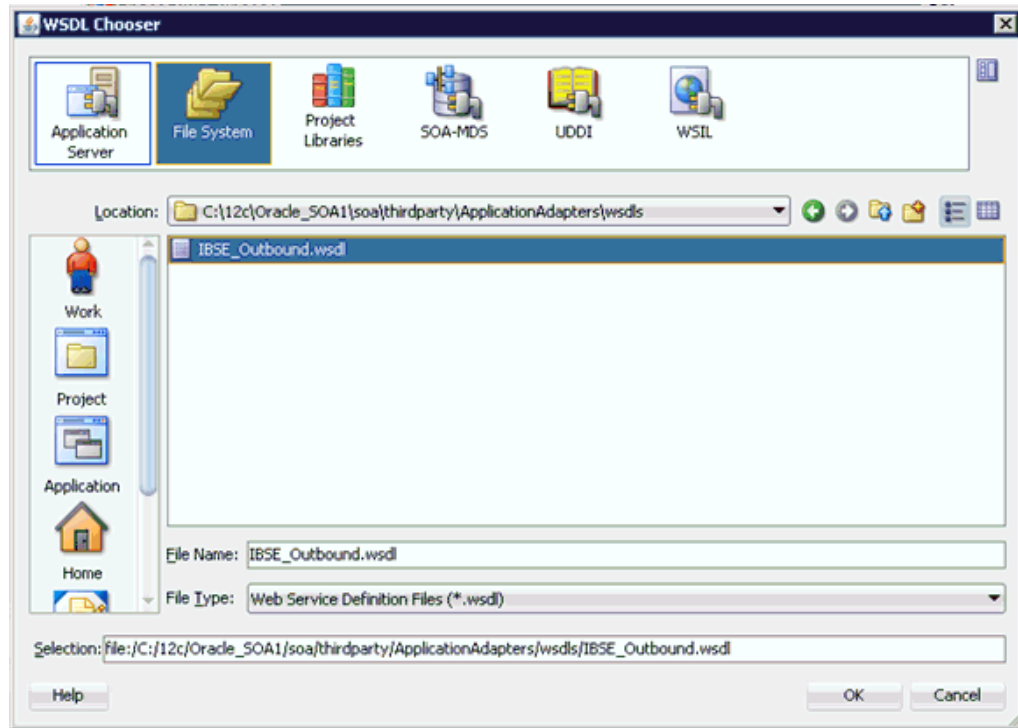 WSDL Chooser
Application
Server
File System
Project
Libraries
SOA-MDS
UDDI
WSIL
Location:
C:\12c\Oracle_SOA1\soa\thirdparty\ApplicationAdapters\wsdls
IBSE_Outbound.wsdl
Work
Project
Application
Home
File Name:
IBSE_Outbound.wsdl
File Type:
Web Service Definition Files (*.wsdl)
Selection:
file:/C:/12c/Oracle_SOA1/soa/thirdparty/ApplicationAdapters/wsdls/IBSE_Outbound.wsdl
Help
OK
Cancel